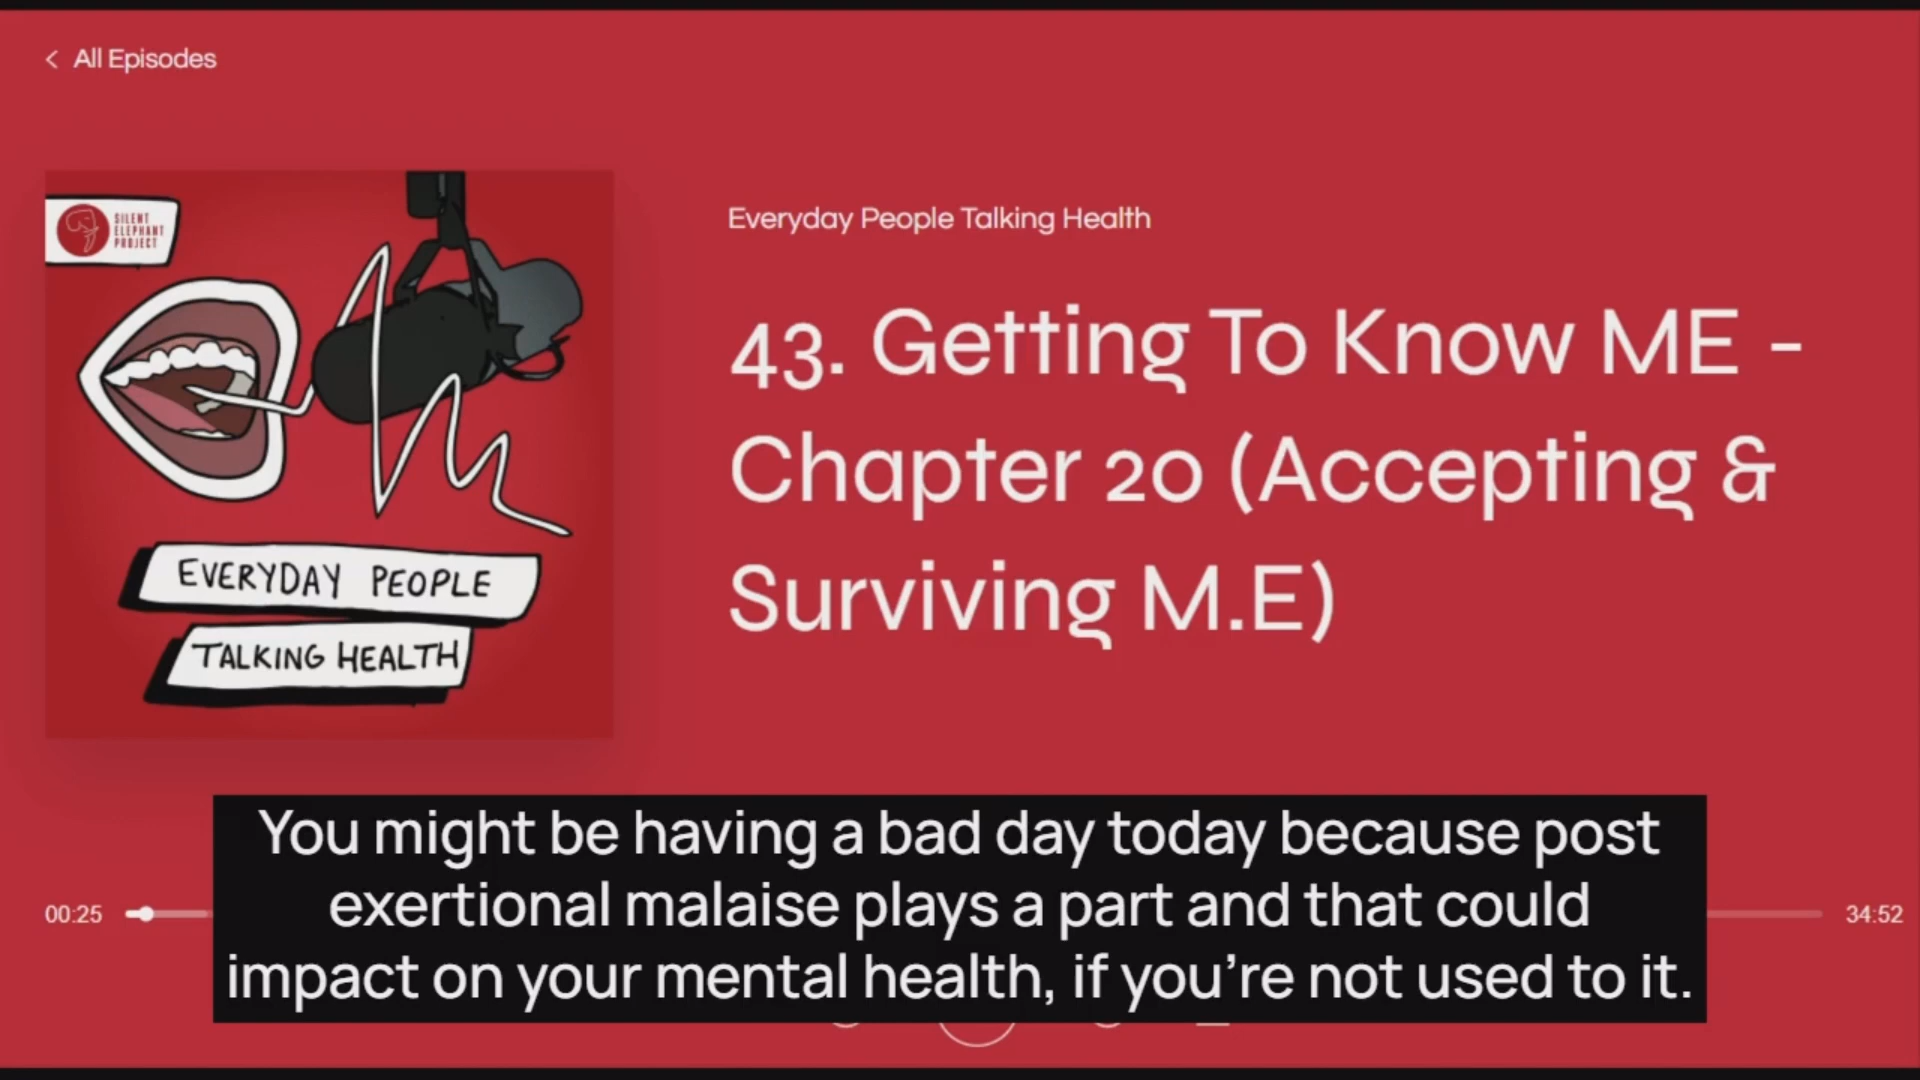 All Episodes
SILENT
ELEPHANT
PROJECT
EVERYDAY PEOPLE
TALKING HEALTH
Everyday People Talking Health
43. Getting To Know ME -
Chapter 20 (Accepting &
Surviving M.E)
You might be having a bad day today because post
exertional malaise plays a part and that could
impact on your mental health, if you're not used to it.
00:25
34:52